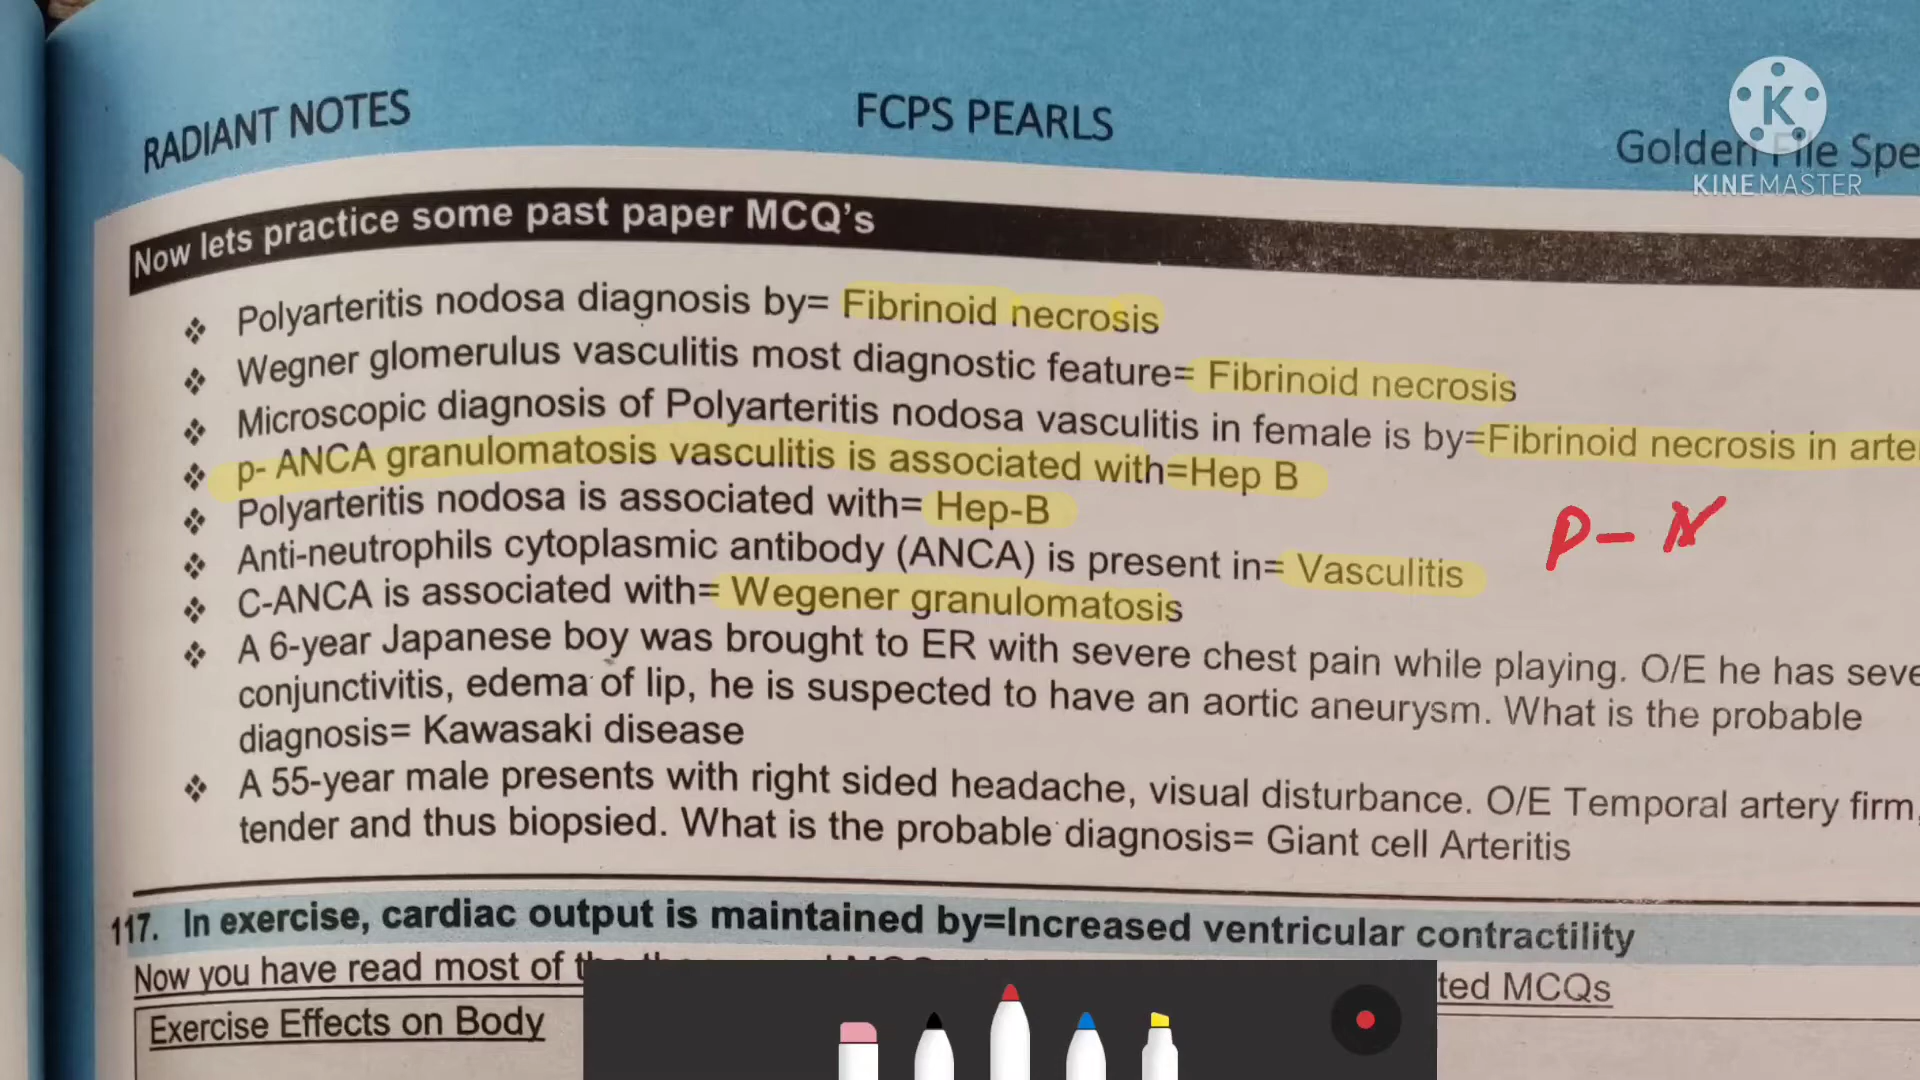 RADIANT NOTES
FCPS PEARLS
Golden File Spe
KINEMASTER
Now lets practice some past paper MCQ's
❖ Polyarteritis nodosa diagnosis by= Fibrinoid necrosis
❖ Wegner glomerulus vasculitis most diagnostic feature= Fibrinoid necrosis
❖ Microscopic diagnosis of Polyarteritis nodosa vasculitis in female is by=Fibrinoid necrosis in arte
❖ p- ANCA granulomatosis vasculitis is associated with=Hep B
❖ Polyarteritis nodosa is associated with= Hep-B
❖ Anti-neutrophils cytoplasmic antibody (ANCA) is present in= Vasculitis
P-N
❖ C-ANCA is associated with= Wegener granulomatosis
❖ A 6-year Japanese boy was brought to ER with severe chest pain while playing. O/E he has seve
conjunctivitis, edema of lip, he is suspected to have an aortic aneurysm. What is the probable
diagnosis= Kawasaki disease
❖ A 55-year male presents with right sided headache, visual disturbance. O/E Temporal artery firm,
tender and thus biopsied. What is the probable diagnosis= Giant cell Arteritis
117. In exercise, cardiac output is maintained by=Increased ventricular contractility
Now you have read most of ted MCQs
Exercise Effects on Body